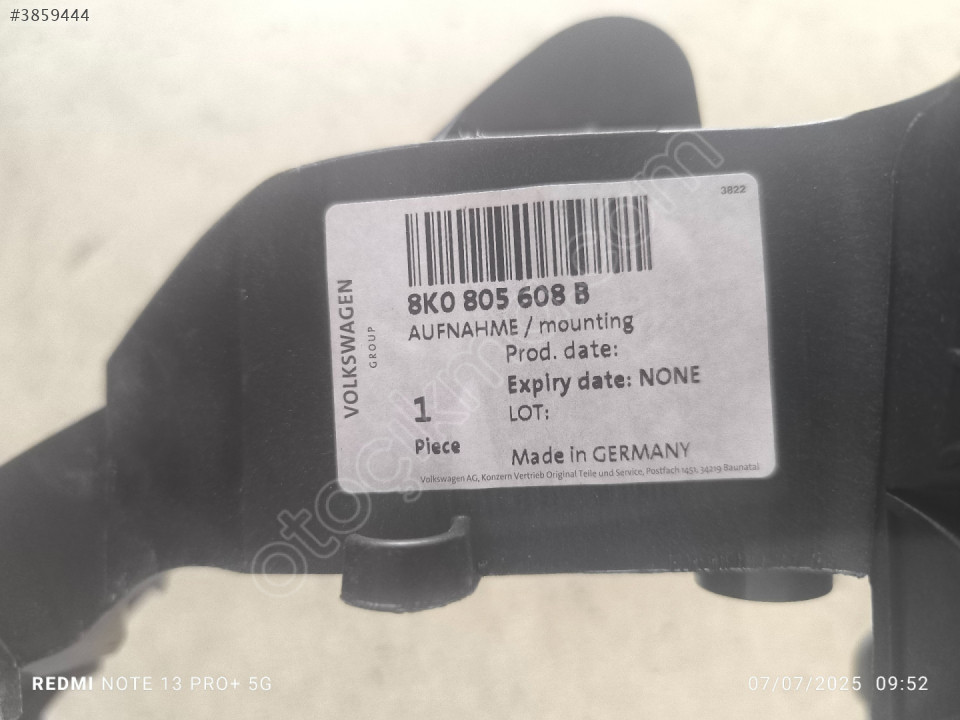 #3859444
3822
VOLKSWAGEN
GROUP
8K0 805 608 B
AUFNAHME / mounting
Prod. date:
Expiry date: NONE
1
LOT:
Piece
Made in GERMANY
Volkswagen AG, Konzern Vertrieb Original Teile und Service, Postfach 1451, 34219 Baunatal
otocikma.com
REDMI NOTE 13 PRO+ 5G
07/07/2025 09:52